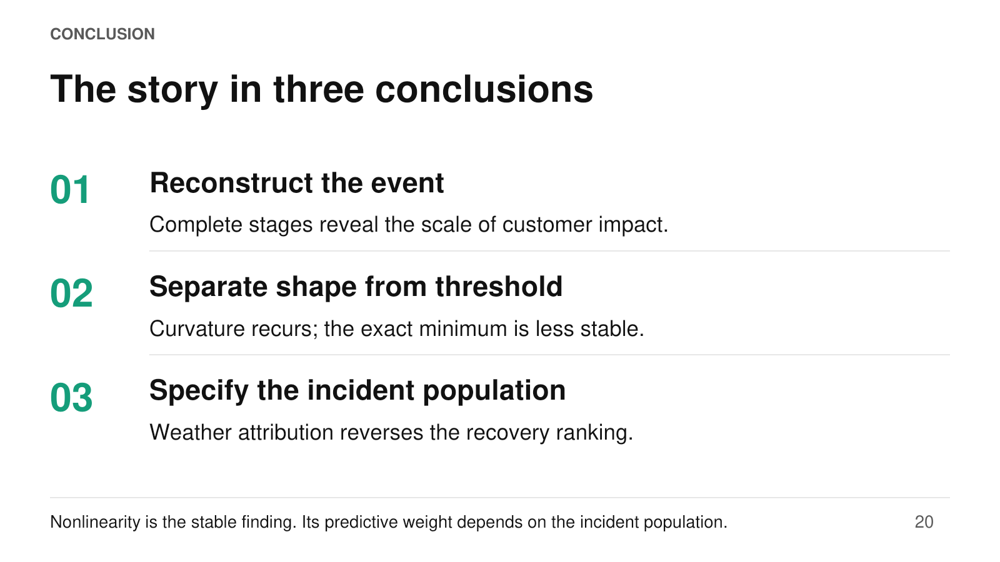 CONCLUSION
The story in three conclusions
01
Reconstruct the event
Complete stages reveal the scale of customer impact.
02
Separate shape from threshold
Curvature recurs; the exact minimum is less stable.
03
Specify the incident population
Weather attribution reverses the recovery ranking.
Nonlinearity is the stable finding. Its predictive weight depends on the incident population.
20